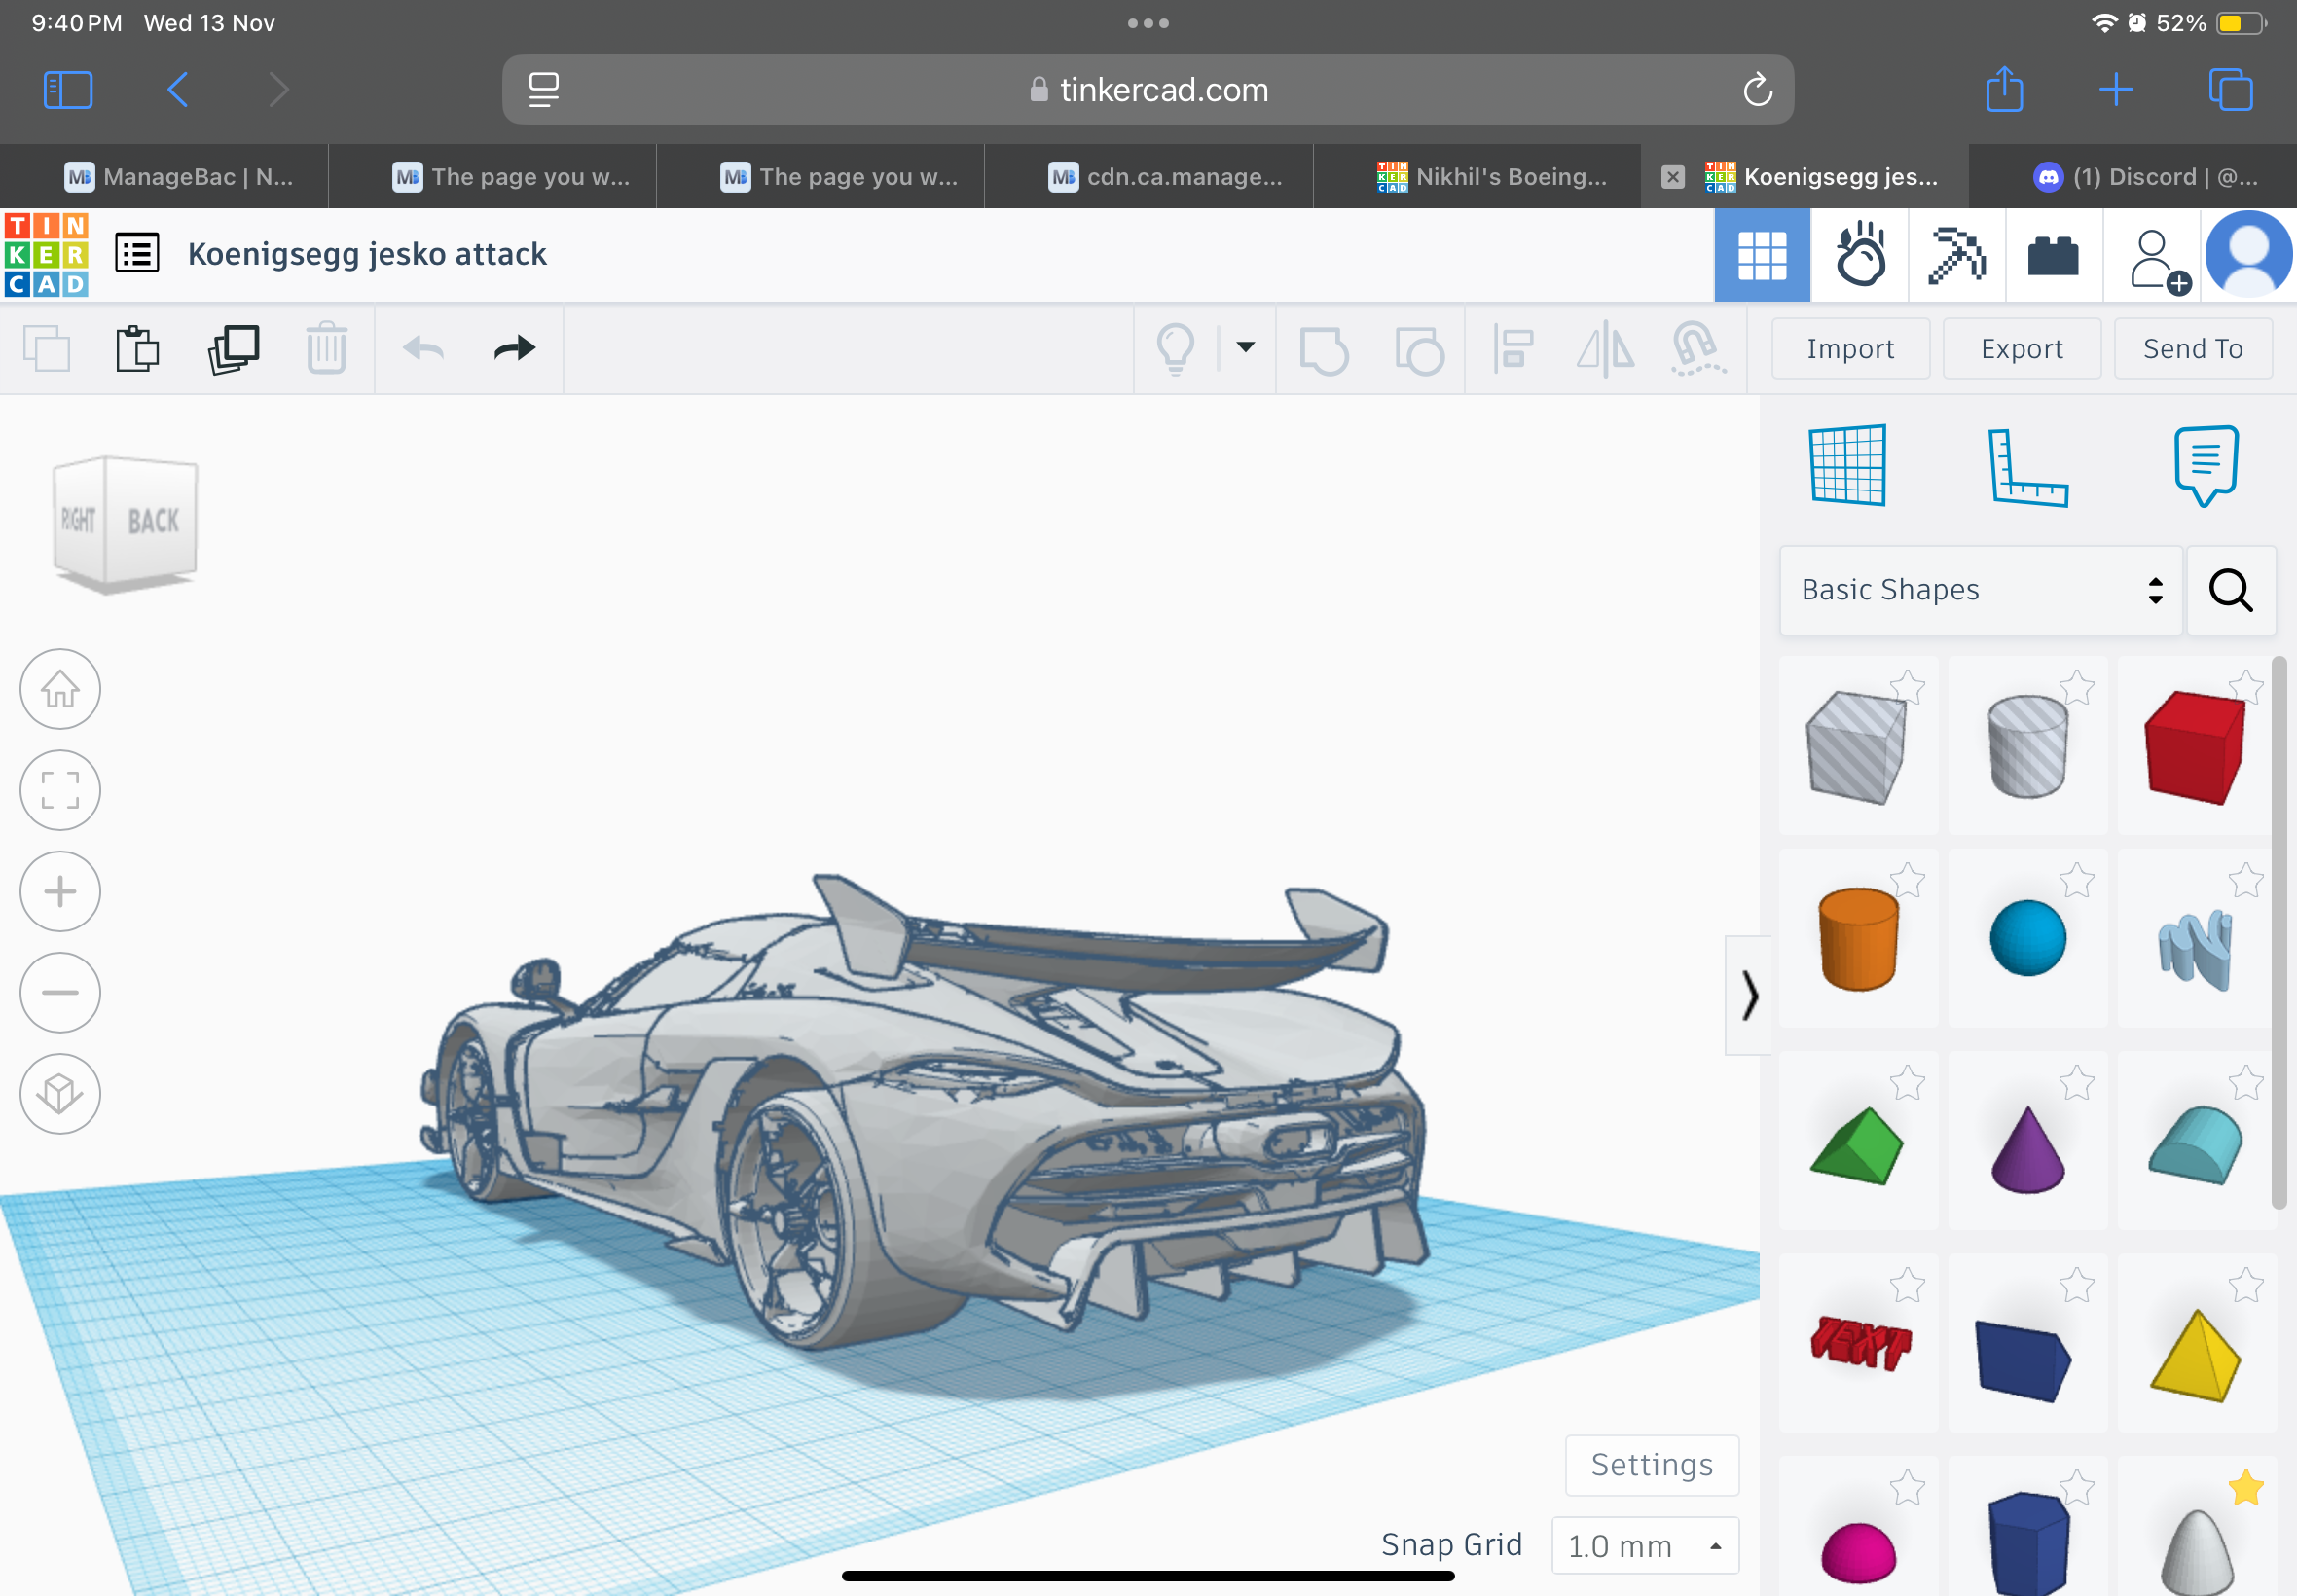 9:40 PM Wed 13 Nov
52%
tinkercad.com
ManageBac | N...
The page you w...
The page you w...
cdn.ca.manage...
Nikhil's Boeing...
Koenigsegg jes...
(1) Discord | @...
TIN
KER
CAD
Koenigsegg jesko attack
Import
Export
Send To
RIGHT
BACK
Basic Shapes
TEXT
Settings
Snap Grid
1.0 mm